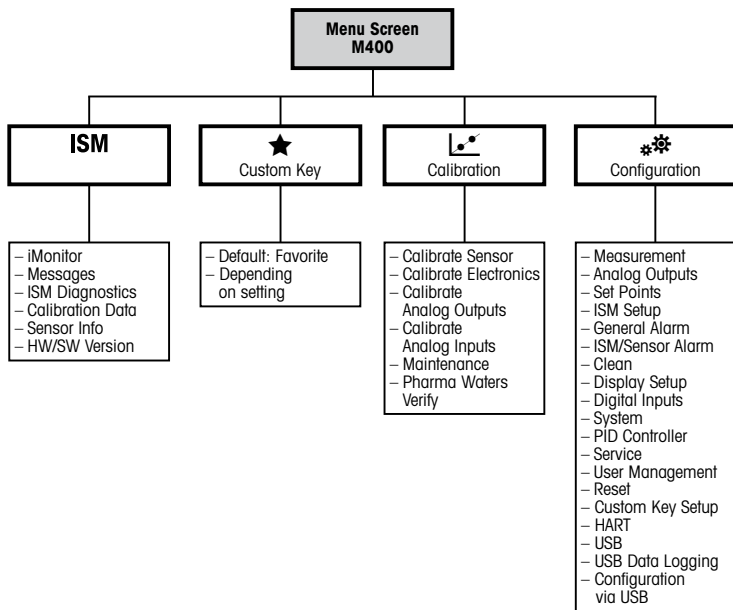 Menu Screen
M400
ISM
Custom Key
Calibration
Configuration
– iMonitor
– Messages
– ISM Diagnostics
– Calibration Data
– Sensor Info
– HW/SW Version
– Default: Favorite
– Depending
on setting
– Calibrate Sensor
– Calibrate Electronics
– Calibrate
Analog Outputs
– Calibrate
Analog Inputs
– Maintenance
– Pharma Waters
Verify
– Measurement
– Analog Outputs
– Set Points
– ISM Setup
– General Alarm
– ISM/Sensor Alarm
– Clean
– Display Setup
– Digital Inputs
– System
– PID Controller
– Service
– User Management
– Reset
– Custom Key Setup
– HART
– USB
– USB Data Logging
– Configuration
via USB